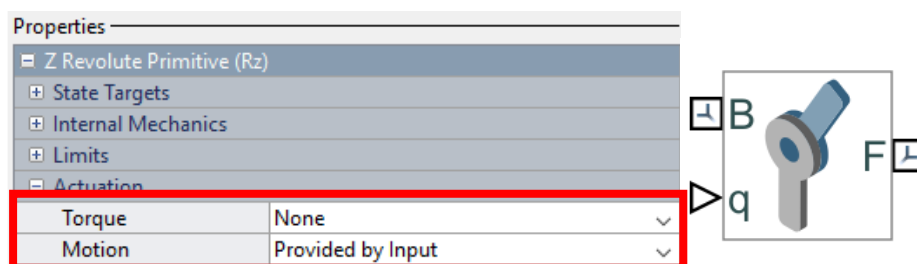 Properties
Z Revolute Primitive (Rz)
State Targets
Internal Mechanics
Limits
Actuation
Torque None
Motion Provided by Input
B
F
q